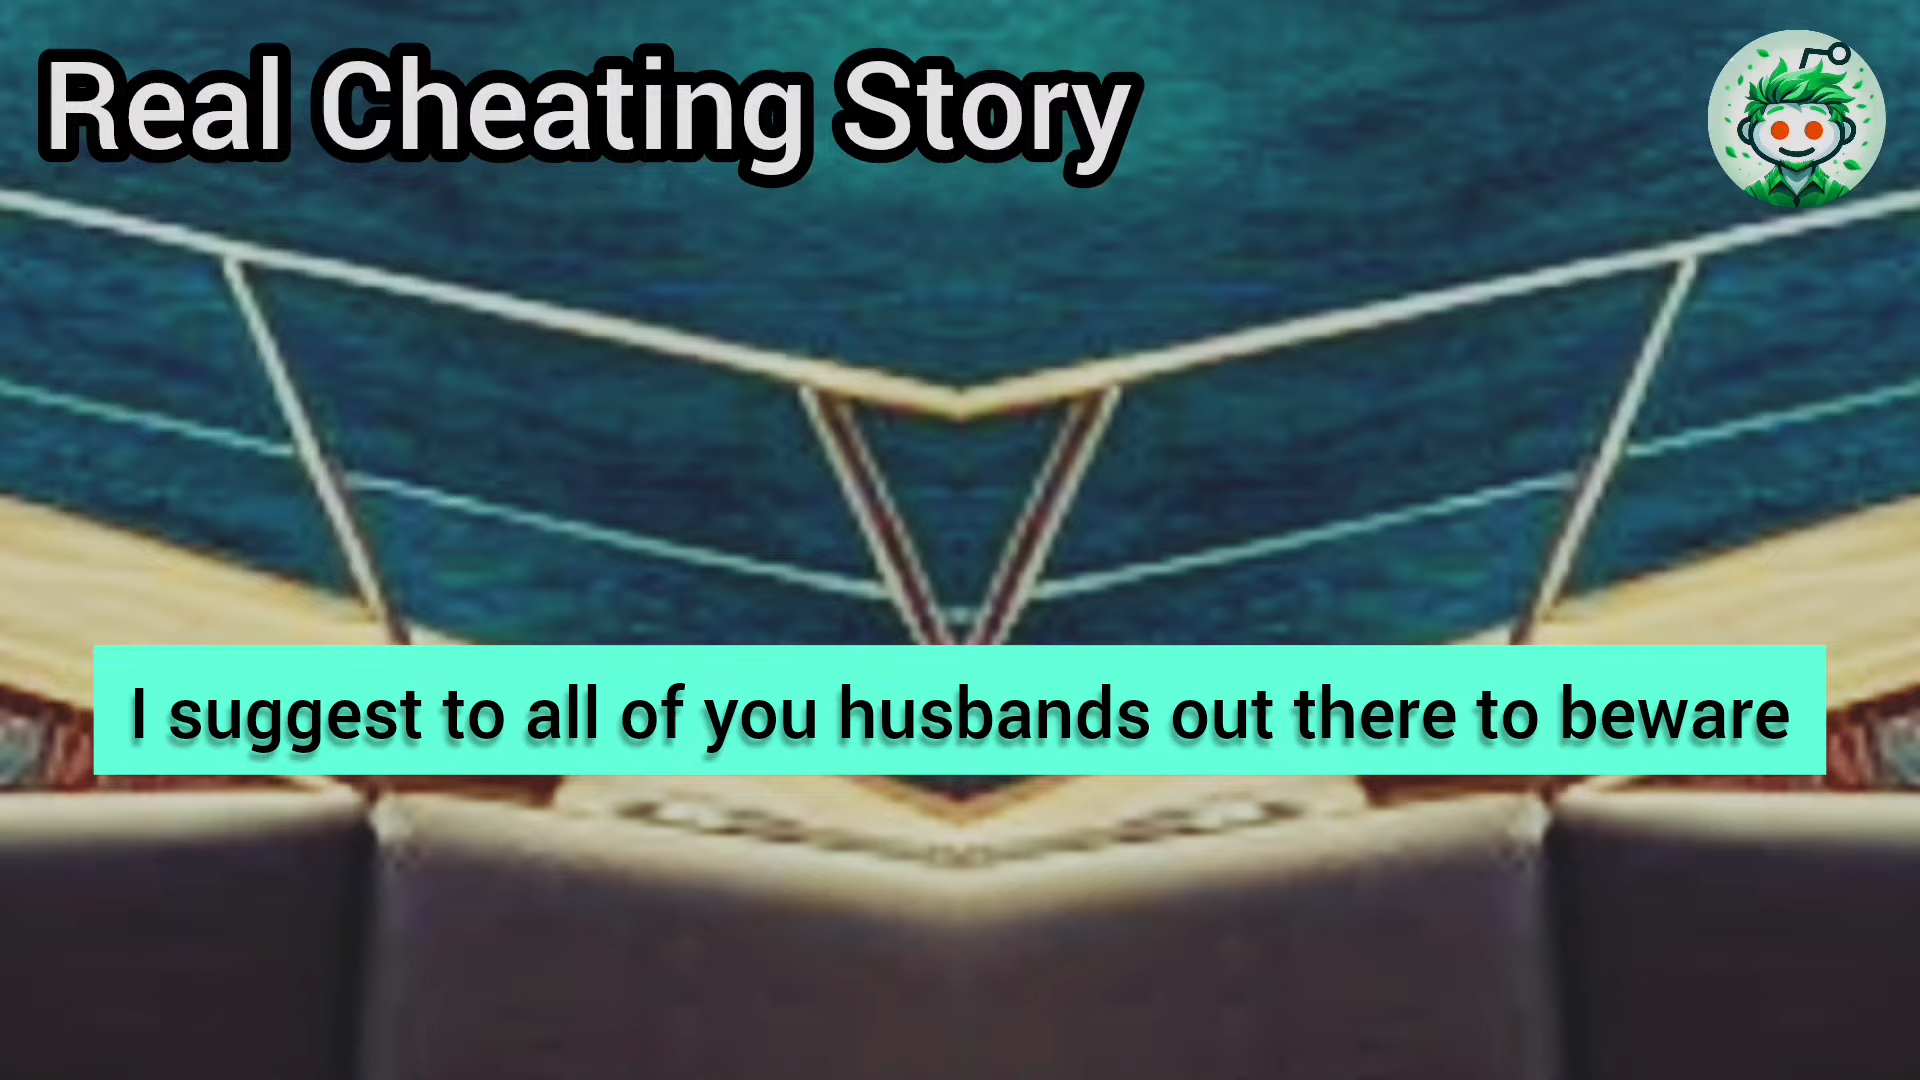 Real Cheating Story
I suggest to all of you husbands out there to beware